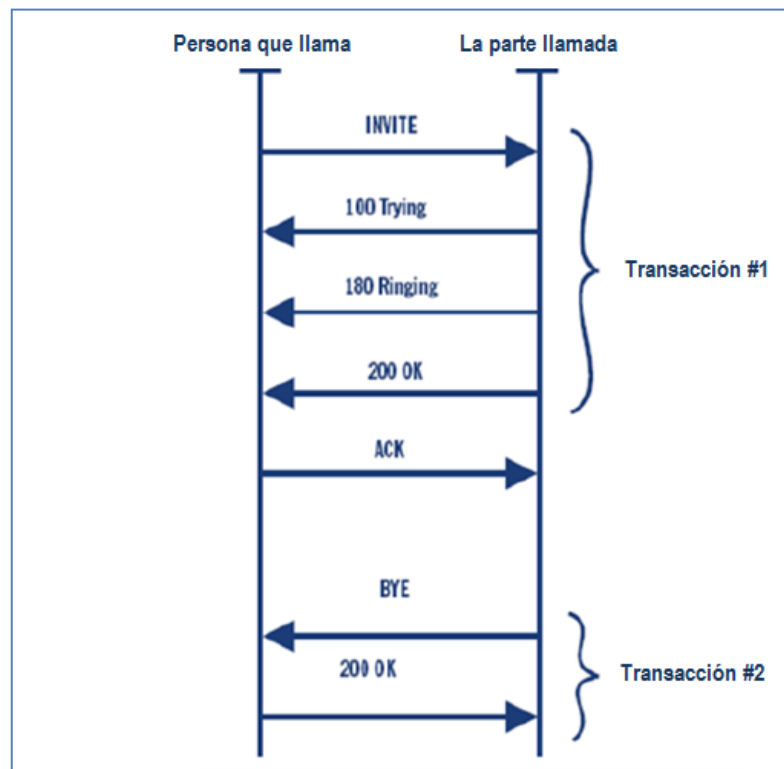 Persona que llama
La parte llamada
INVITE
100 Trying
180 Ringing
200 OK
ACK
BYE
200 OK
Transacción #1
Transacción #2